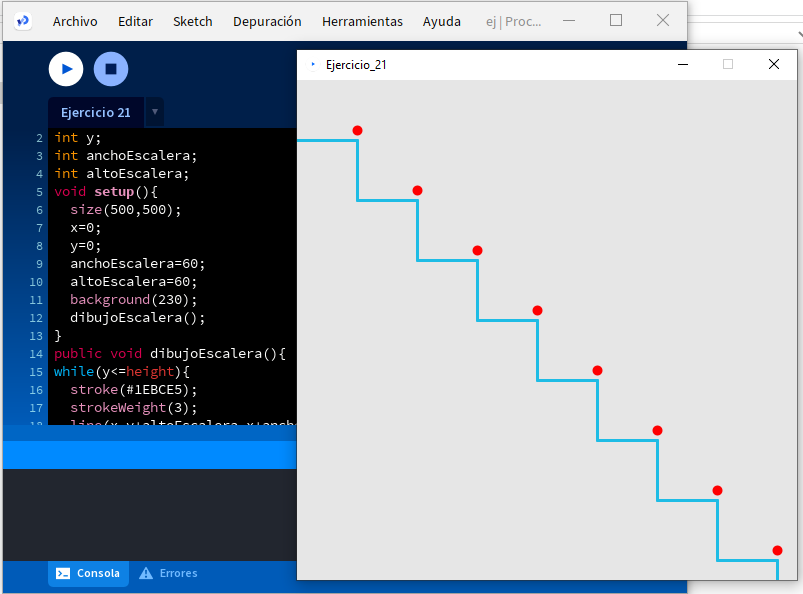 Archivo Editar Sketch Depuración Herramientas Ayuda ej | Proc...
Ejercicio_21
Ejercicio 21
2 int y;
3 int anchoEscalera;
4 int altoEscalera;
5 void setup(){
6 size(500,500);
7 x=0;
8 y=0;
9 anchoEscalera=60;
10 altoEscalera=60;
11 background(230);
12 dibujoEscalera();
13 }
14 public void dibujoEscalera(){
15 while(y<=height){
16 stroke(#1EBCE5);
17 strokeWeight(3);
18 line(x,y+altoEscalera,x+ancho
Consola Errores